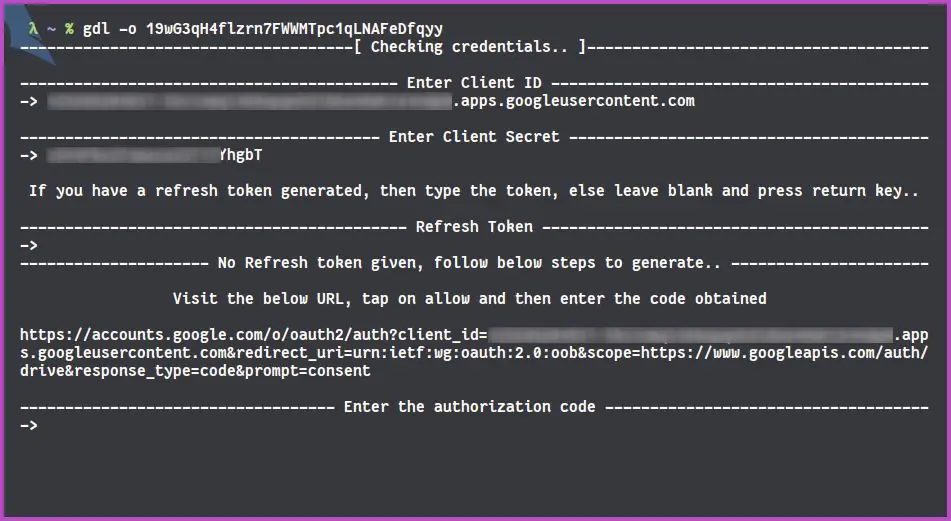 λ ~ % gdl -o 19wG3qH4flzrn7FWWMTpc1qLNAFeDfqyy
-------------------------------------[ Checking credentials.. ]--------------------------------------
------------------------------------------ Enter Client ID ------------------------------------------
-> .apps.googleusercontent.com
---------------------------------------- Enter Client Secret ----------------------------------------
-> YhgbT
If you have a refresh token generated, then type the token, else leave blank and press return key..
------------------------------------------- Refresh Token -------------------------------------------
->
--------------------- No Refresh token given, follow below steps to generate.. ----------------------
Visit the below URL, tap on allow and then enter the code obtained
https://accounts.google.com/o/oauth2/auth?client_id= .app
s.googleusercontent.com&redirect_uri=urn:ietf:wg:oauth:2.0:oob&scope=https://www.googleapis.com/auth/
drive&response_type=code&prompt=consent
----------------------------------- Enter the authorization code ------------------------------------
->